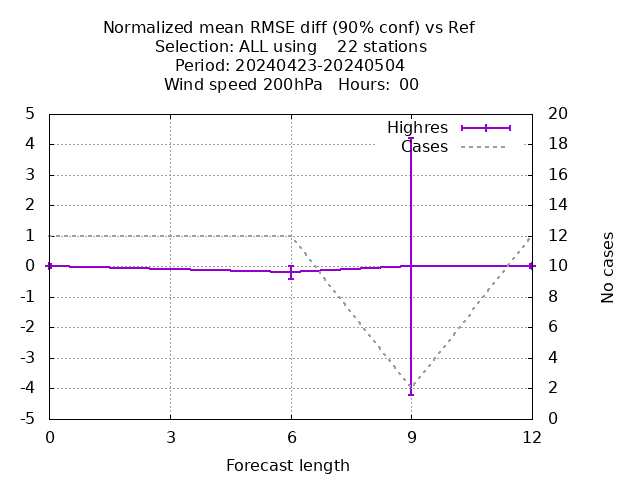 Normalized mean RMSE diff (90% conf) vs Ref
Selection: ALL using    22 stations
Period: 20240423-20240504
Wind speed 200hPa   Hours:  00
Highres
Cases
5
4
3
2
1
0
-1
-2
-3
-4
-5
20
18
16
14
12
10
8
6
4
2
0
No cases
0 3 6 9 12
Forecast length